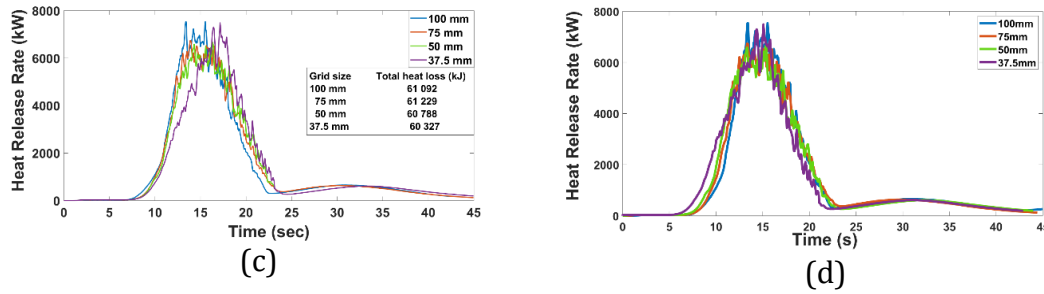 8000
6000
4000
2000
0
Heat Release Rate (kW)
100 mm
75 mm
50 mm
37.5 mm
Grid size Total heat loss (kJ)
100 mm 61 092
75 mm 61 229
50 mm 60 788
37.5 mm 60 327
0 5 10 15 20 25 30 35 40 45
Time (sec)
(c)
8000
6000
4000
2000
0
Heat Release Rate (kW)
100mm
75mm
50mm
37.5mm
0 5 10 15 20 25 30 35 40 45
Time (s)
(d)